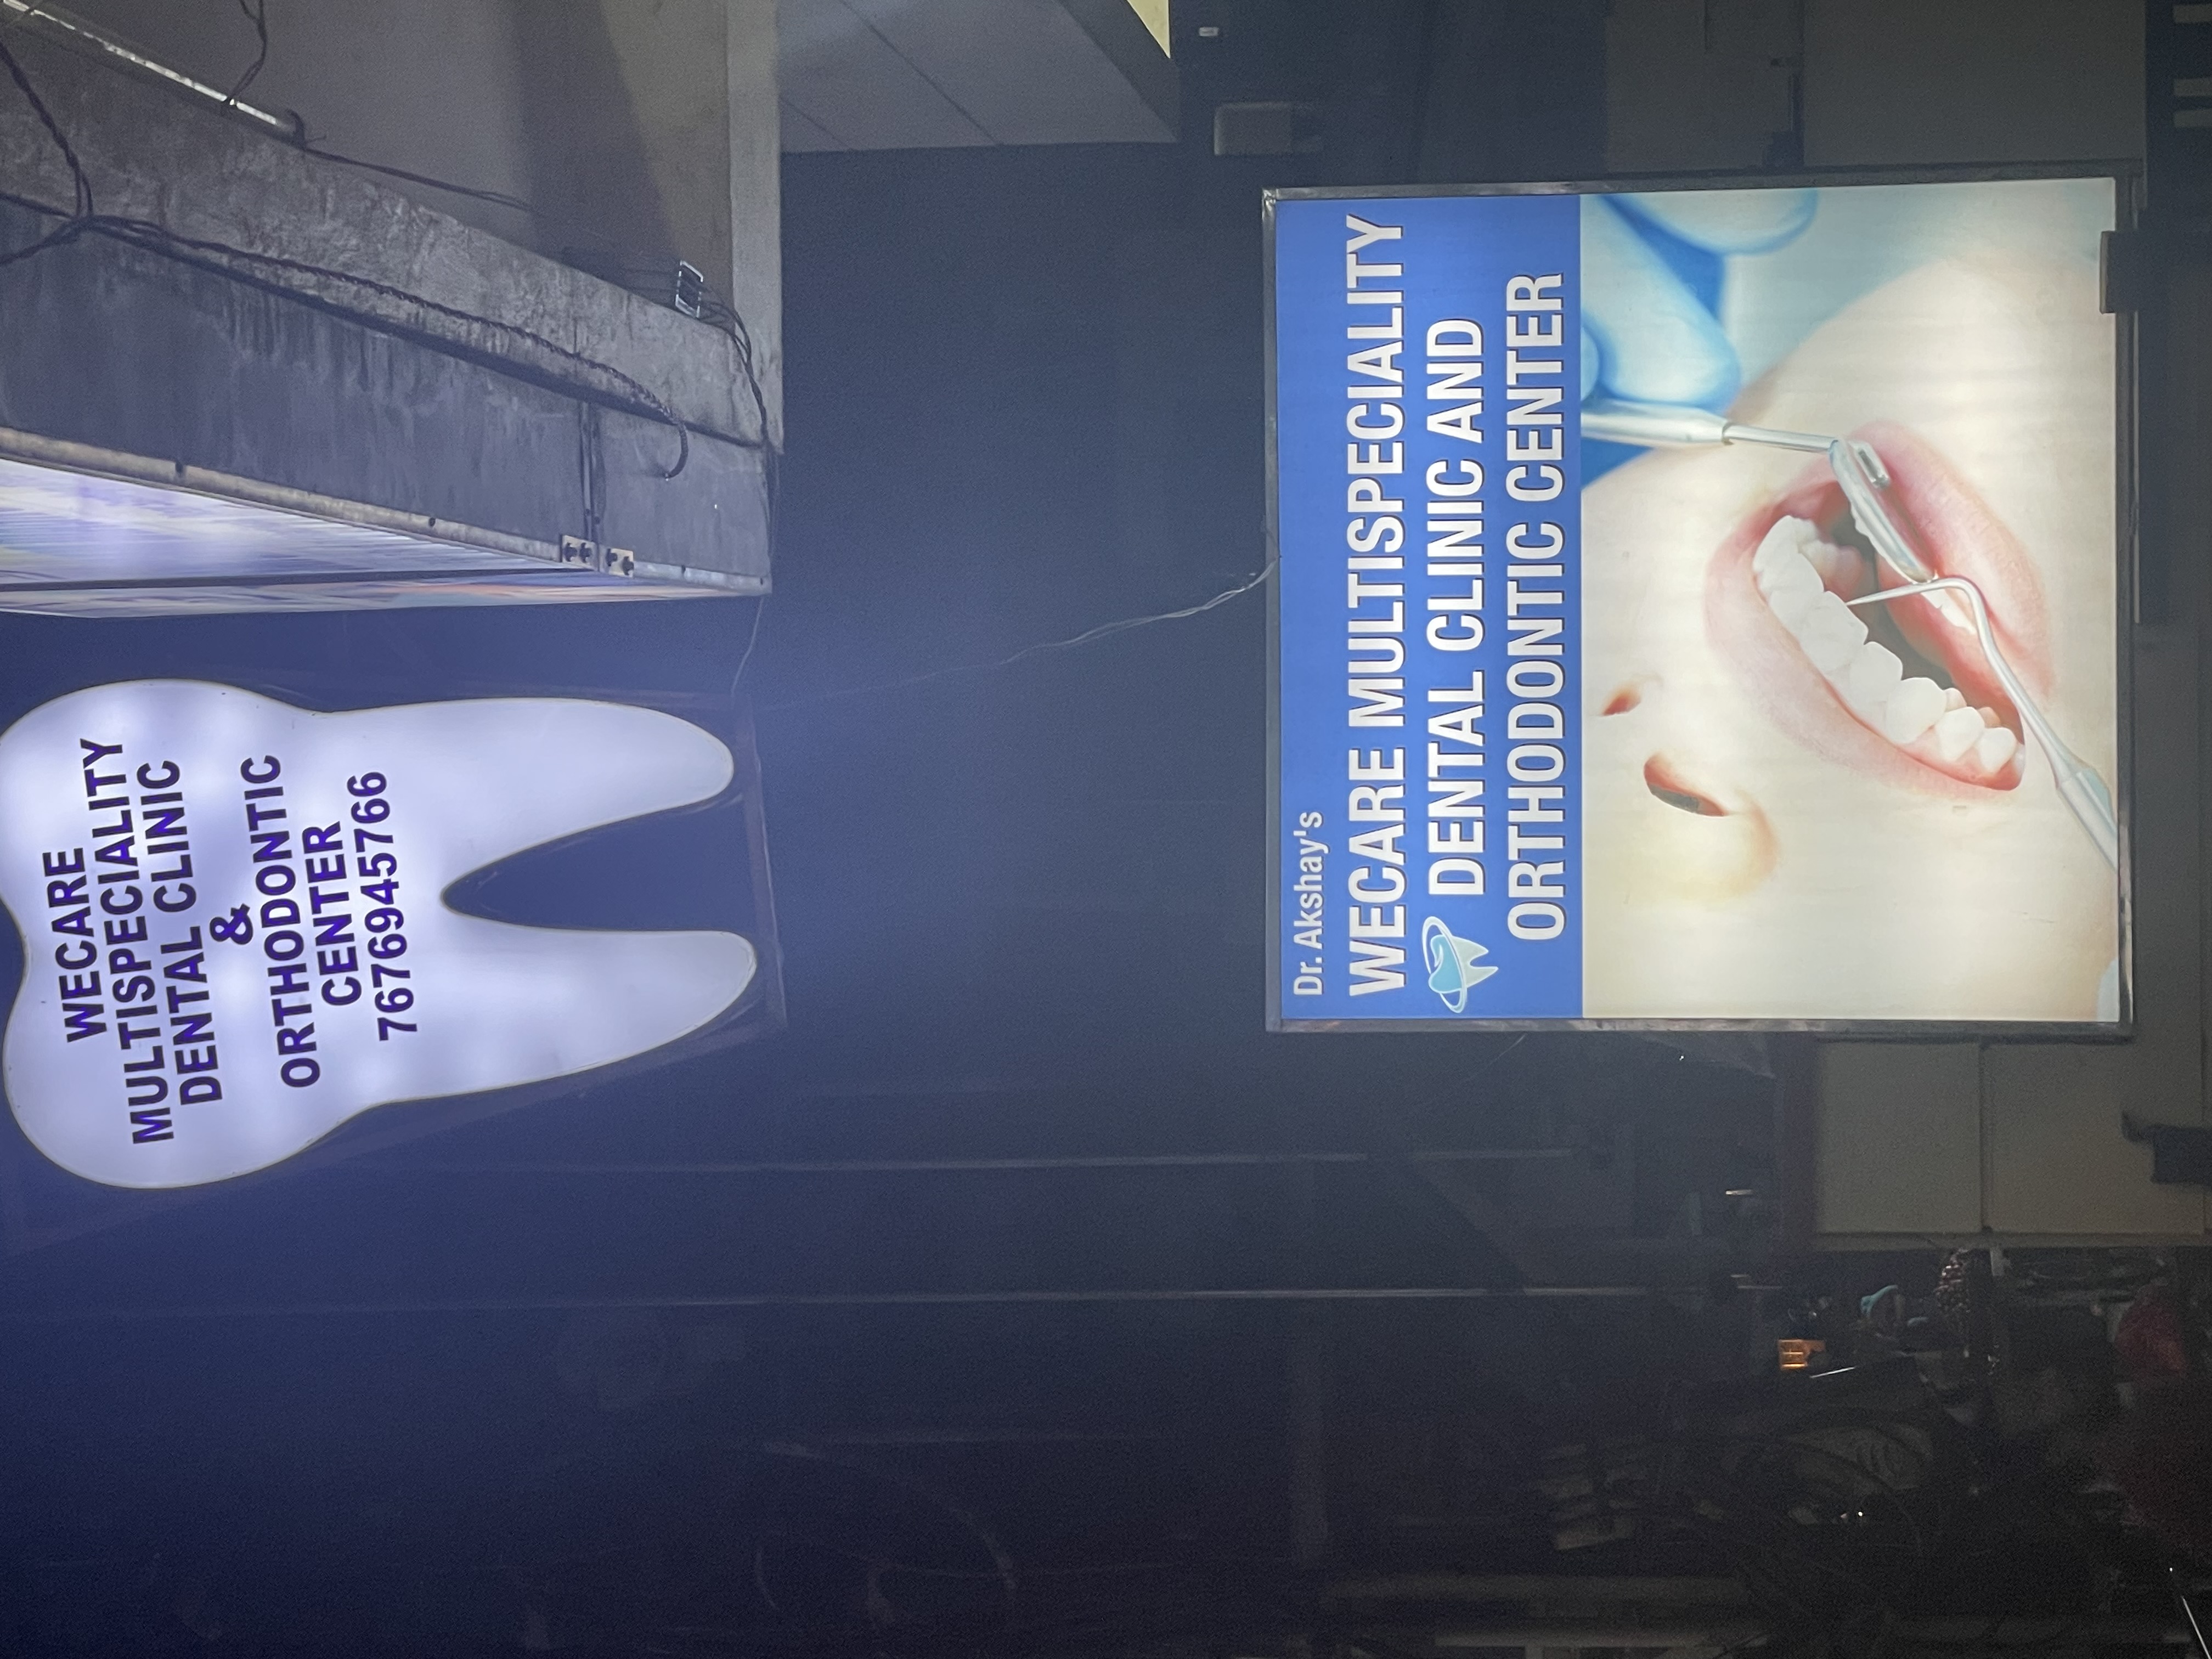 WECARE
MULTISPECIALITY
DENTAL CLINIC
&
ORTHODONTIC
CENTER
7676945766
Dr. Akshay's
WECARE MULTISPECIALITY
DENTAL CLINIC AND
ORTHODONTIC CENTER